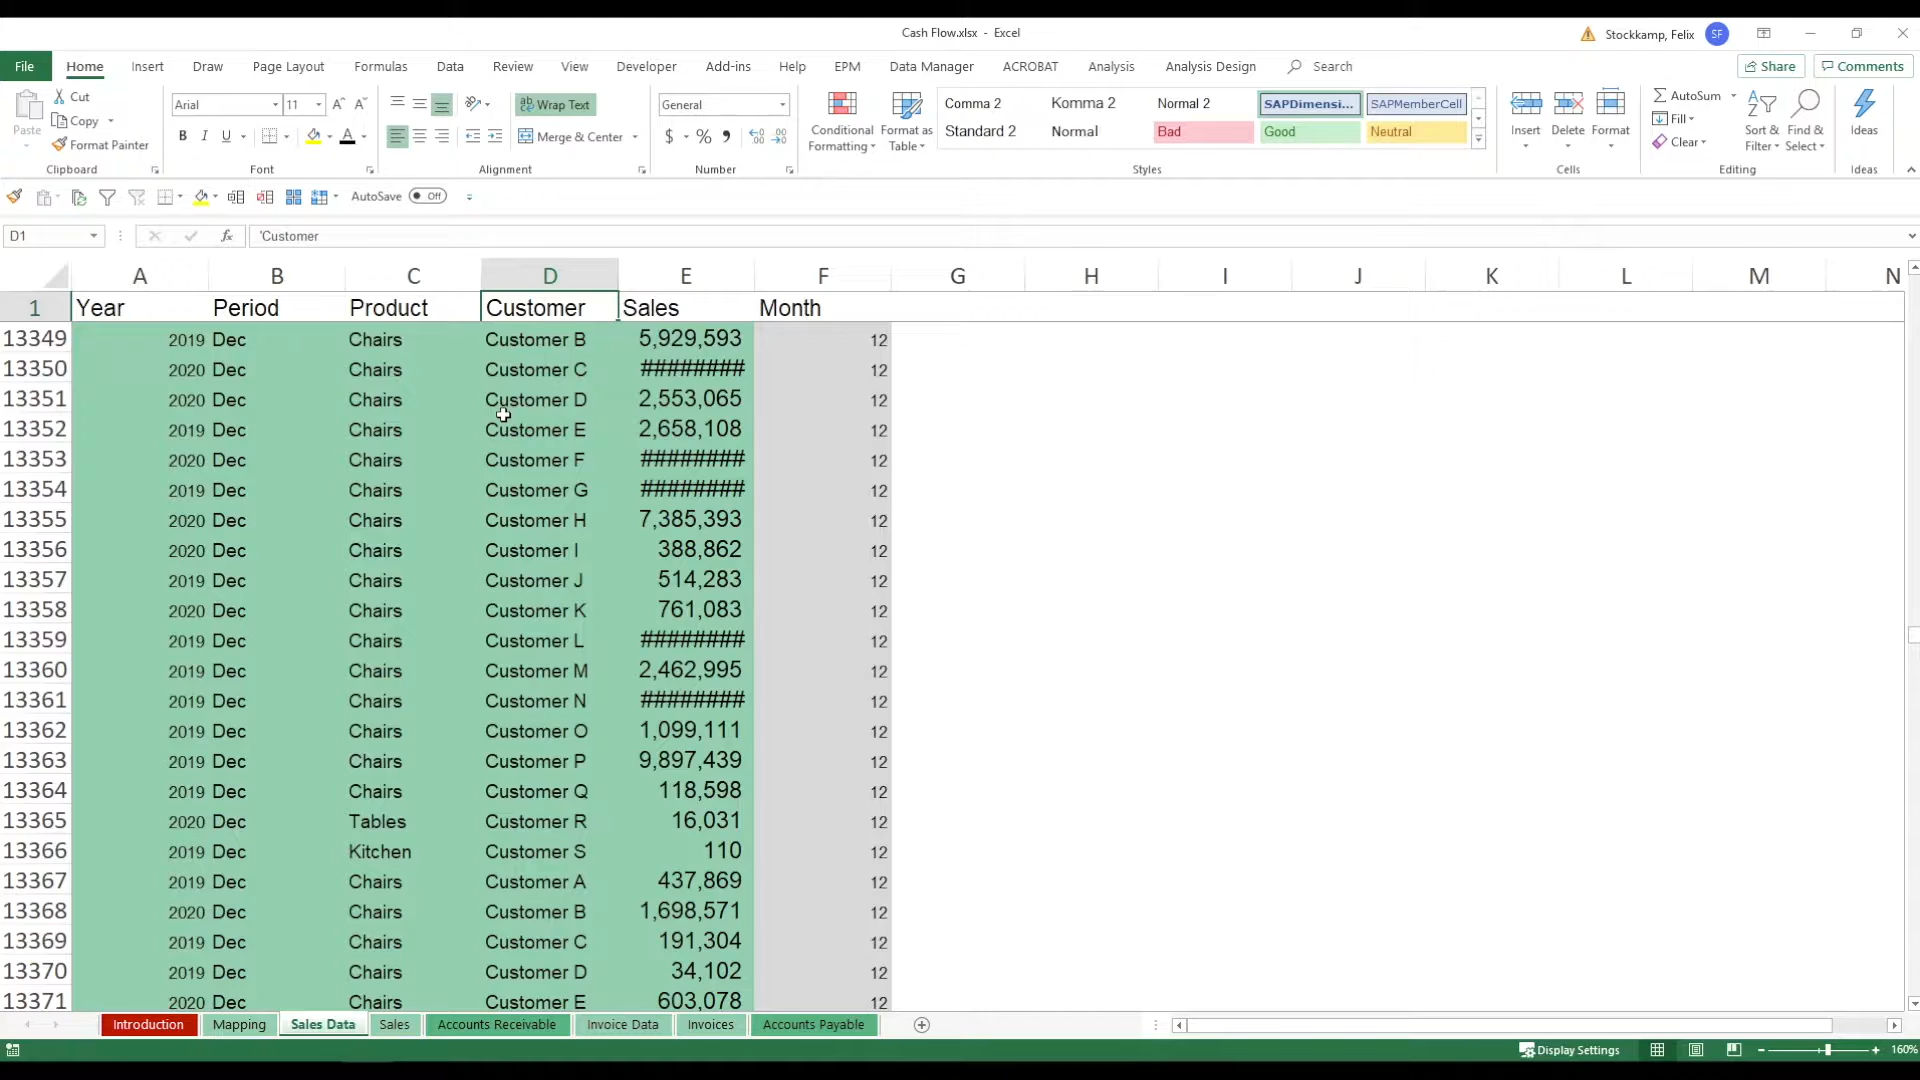 Cash Flow.xlsx - Excel
Stockkamp, Felix SF
File Home Insert Draw Page Layout Formulas Data Review View Developer Add-ins Help EPM Data Manager ACROBAT Analysis Analysis Design Search Share Comments
Paste Cut Copy Format Painter
Clipboard
Arial 11 A A
B I U A
Font
ab Wrap Text
Merge & Center
Alignment
General
$ % 9 .00 .00
Number
Conditional Formatting Format as Table
Comma 2 Komma 2 Normal 2 SAPDimensi... SAPMemberCell
Standard 2 Normal Bad Good Neutral
Styles
Insert Delete Format
Cells
AutoSum Fill Clear Sort & Filter Find & Select
Editing
Ideas
Ideas
AutoSave Off
D1 fx 'Customer
A B C D E F G H I J K L M N
1 Year Period Product Customer Sales Month
13349 2019 Dec Chairs Customer B 5,929,593 12
13350 2020 Dec Chairs Customer C ######## 12
13351 2020 Dec Chairs Customer D 2,553,065 12
13352 2019 Dec Chairs Customer E 2,658,108 12
13353 2020 Dec Chairs Customer F ######## 12
13354 2019 Dec Chairs Customer G ######## 12
13355 2020 Dec Chairs Customer H 7,385,393 12
13356 2020 Dec Chairs Customer I 388,862 12
13357 2019 Dec Chairs Customer J 514,283 12
13358 2020 Dec Chairs Customer K 761,083 12
13359 2019 Dec Chairs Customer L ######## 12
13360 2019 Dec Chairs Customer M 2,462,995 12
13361 2019 Dec Chairs Customer N ######## 12
13362 2019 Dec Chairs Customer O 1,099,111 12
13363 2019 Dec Chairs Customer P 9,897,439 12
13364 2019 Dec Chairs Customer Q 118,598 12
13365 2020 Dec Tables Customer R 16,031 12
13366 2019 Dec Kitchen Customer S 110 12
13367 2019 Dec Chairs Customer A 437,869 12
13368 2020 Dec Chairs Customer B 1,698,571 12
13369 2019 Dec Chairs Customer C 191,304 12
13370 2019 Dec Chairs Customer D 34,102 12
13371 2020 Dec Chairs Customer E 603,078 12
Introduction Mapping Sales Data Sales Accounts Receivable Invoice Data Invoices Accounts Payable
Display Settings 160%